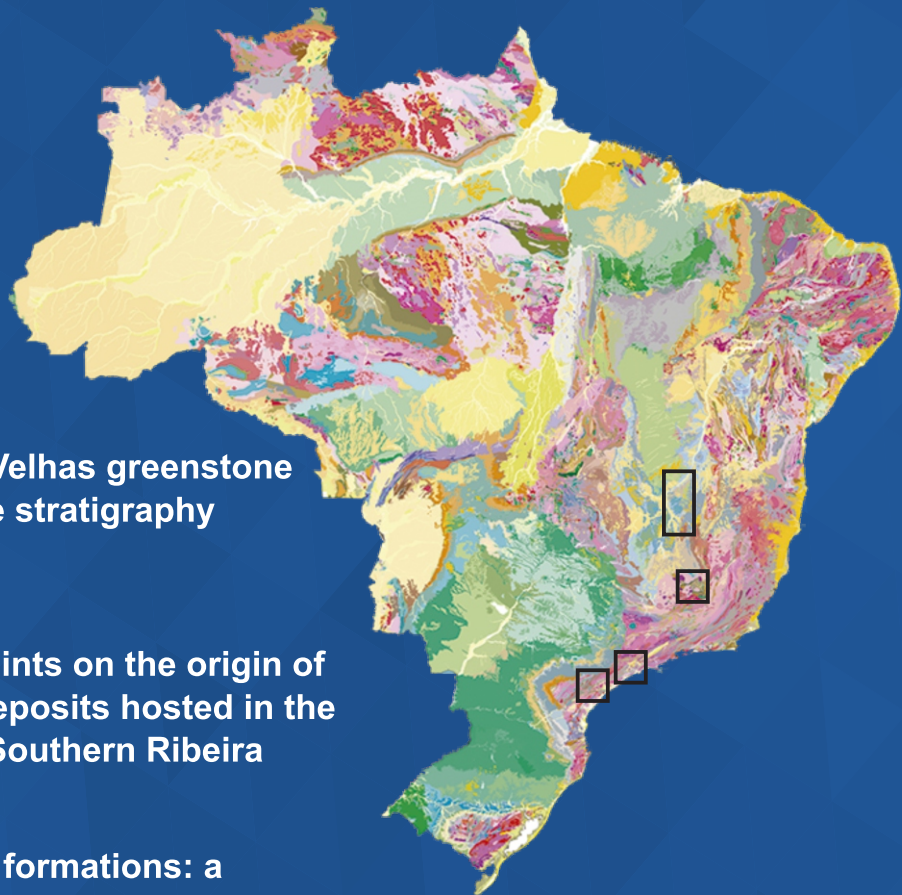 Velhas greenstone
e stratigraphy
ints on the origin of
eposits hosted in the
Southern Ribeira
formations: a